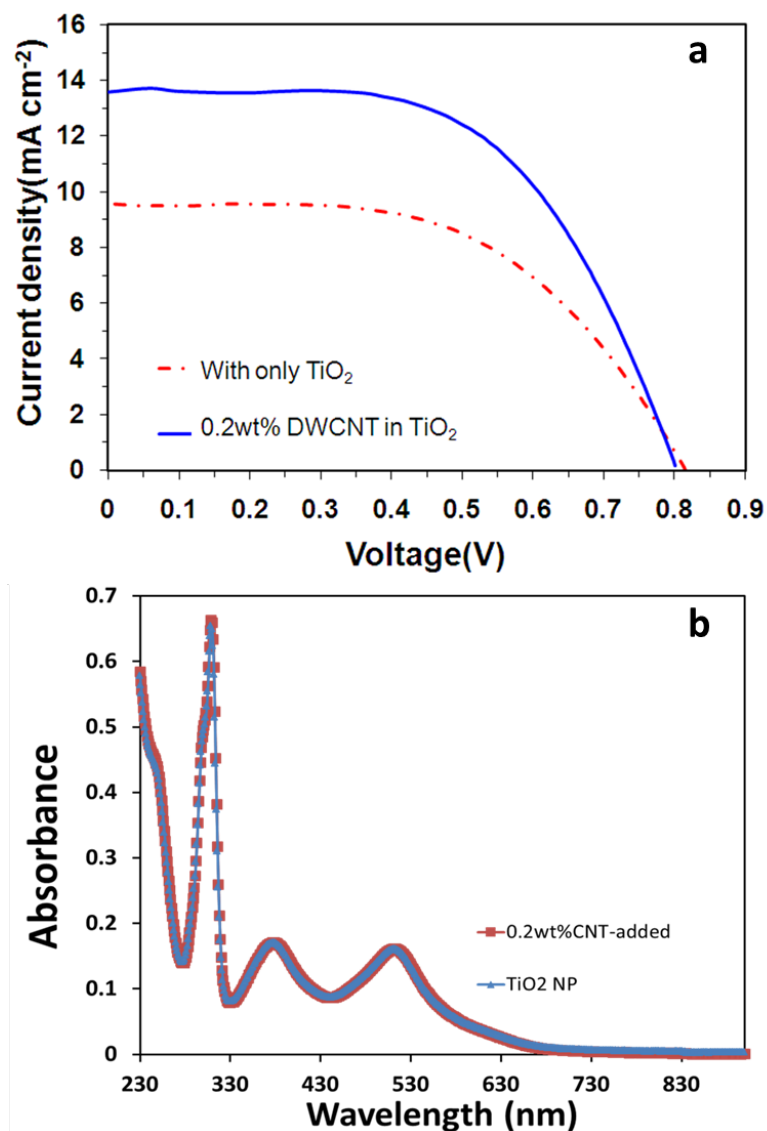 a
Current density(mA cm⁻²)
16
14
12
10
8
6
4
2
0
With only TiO₂
0.2wt% DWCNT in TiO₂
0 0.1 0.2 0.3 0.4 0.5 0.6 0.7 0.8 0.9
Voltage(V)
b
Absorbance
0.7
0.6
0.5
0.4
0.3
0.2
0.1
0
0.2wt%CNT-added
TiO2 NP
230 330 430 530 630 730 830
Wavelength (nm)